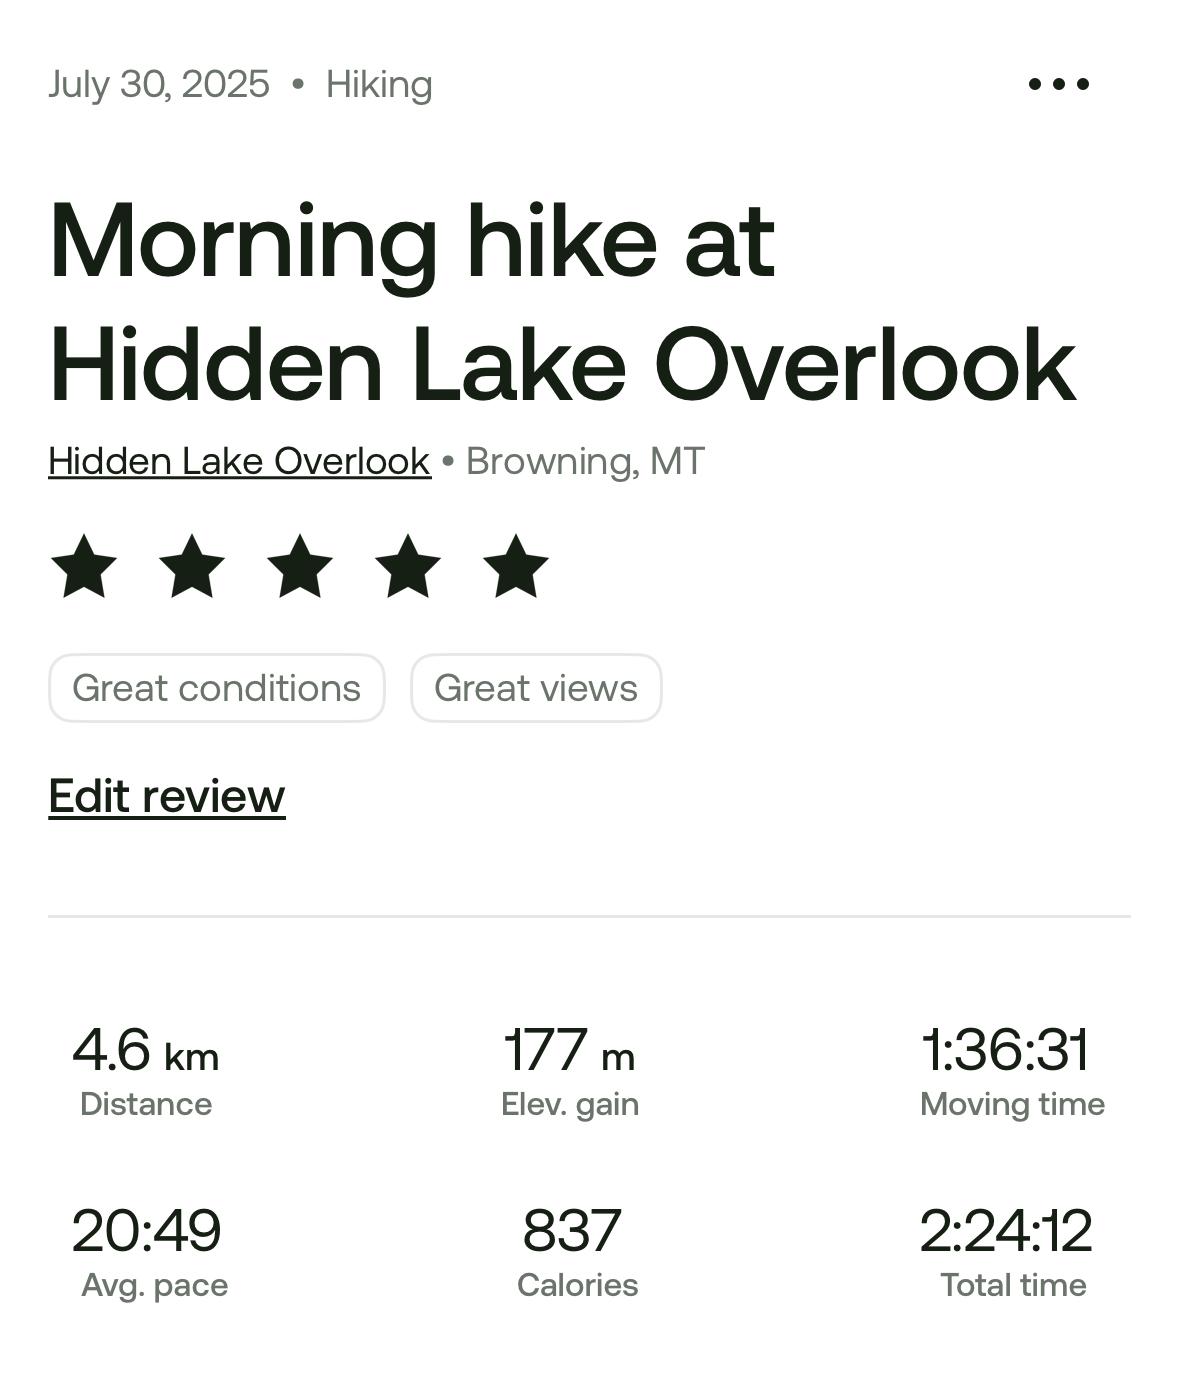 July 30, 2025 • Hiking
Morning hike at
Hidden Lake Overlook
Hidden Lake Overlook • Browning, MT
Great conditions Great views
Edit review
4.6 km 177 m 1:36:31
Distance Elev. gain Moving time
20:49 837 2:24:12
Avg. pace Calories Total time